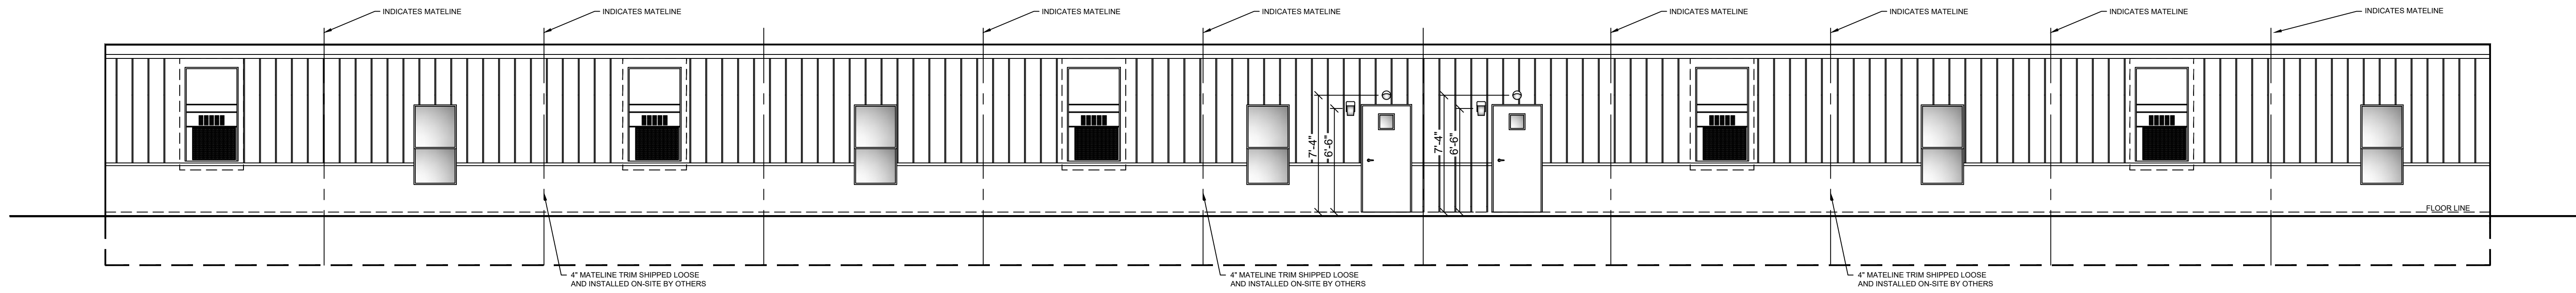 INDICATES MATELINE
INDICATES MATELINE
INDICATES MATELINE
INDICATES MATELINE
INDICATES MATELINE
INDICATES MATELINE
INDICATES MATELINE
INDICATES MATELINE
7'-4"
6'-6"
7'-4"
6'-6"
FLOOR LINE
4" MATELINE TRIM SHIPPED LOOSE
AND INSTALLED ON-SITE BY OTHERS
4" MATELINE TRIM SHIPPED LOOSE
AND INSTALLED ON-SITE BY OTHERS
4" MATELINE TRIM SHIPPED LOOSE
AND INSTALLED ON-SITE BY OTHERS